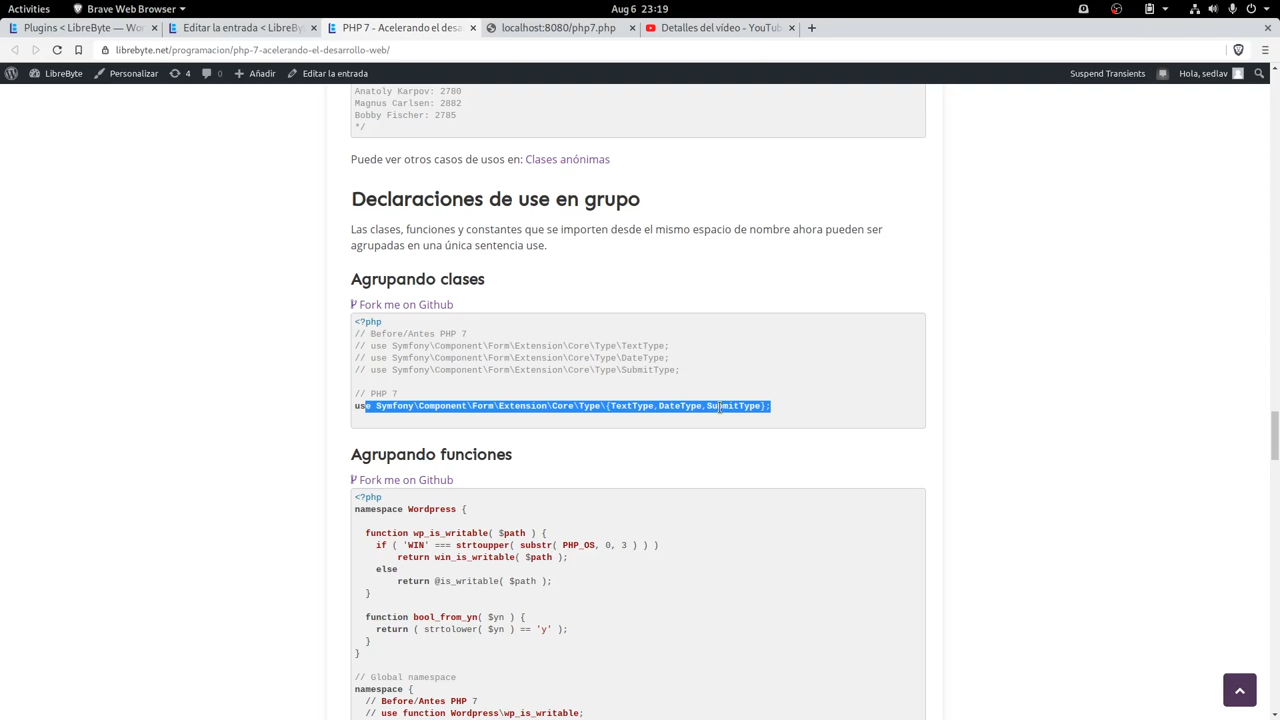 Activities
Brave Web Browser
Aug 6 23:19
Plugins < LibreByte — Wo
Editar la entrada < LibreByte
PHP 7 - Acelerando el desa
localhost:8080/php7.php
Detalles del vídeo - YouTu
librebyte.net/programacion/php-7-acelerando-el-desarrollo-web/
LibreByte
Personalizar
4
0
Añadir
Editar la entrada
Suspend Transients
Hola, sedlav
Anatoly Karpov: 2780
Magnus Carlsen: 2882
Bobby Fischer: 2785
*/
Puede ver otros casos de usos en: Clases anónimas
Declaraciones de use en grupo
Las clases, funciones y constantes que se importen desde el mismo espacio de nombre ahora pueden ser
agrupadas en una única sentencia use.
Agrupando clases
Fork me on Github
<?php
// Before/Antes PHP 7
// use Symfony\Component\Form\Extension\Core\Type\TextType;
// use Symfony\Component\Form\Extension\Core\Type\DateType;
// use Symfony\Component\Form\Extension\Core\Type\SubmitType;
// PHP 7
use Symfony\Component\Form\Extension\Core\Type\{TextType,DateType,SubmitType};
Agrupando funciones
Fork me on Github
<?php
namespace Wordpress {
function wp_is_writable( $path ) {
if ( 'WIN' === strtoupper( substr( PHP_OS, 0, 3 ) ) )
return win_is_writable( $path );
else
return @is_writable( $path );
}
function bool_from_yn( $yn ) {
return ( strtolower( $yn ) == 'y' );
}
}
// Global namespace
namespace {
// Before/Antes PHP 7
// use function Wordpress\wp_is_writable;